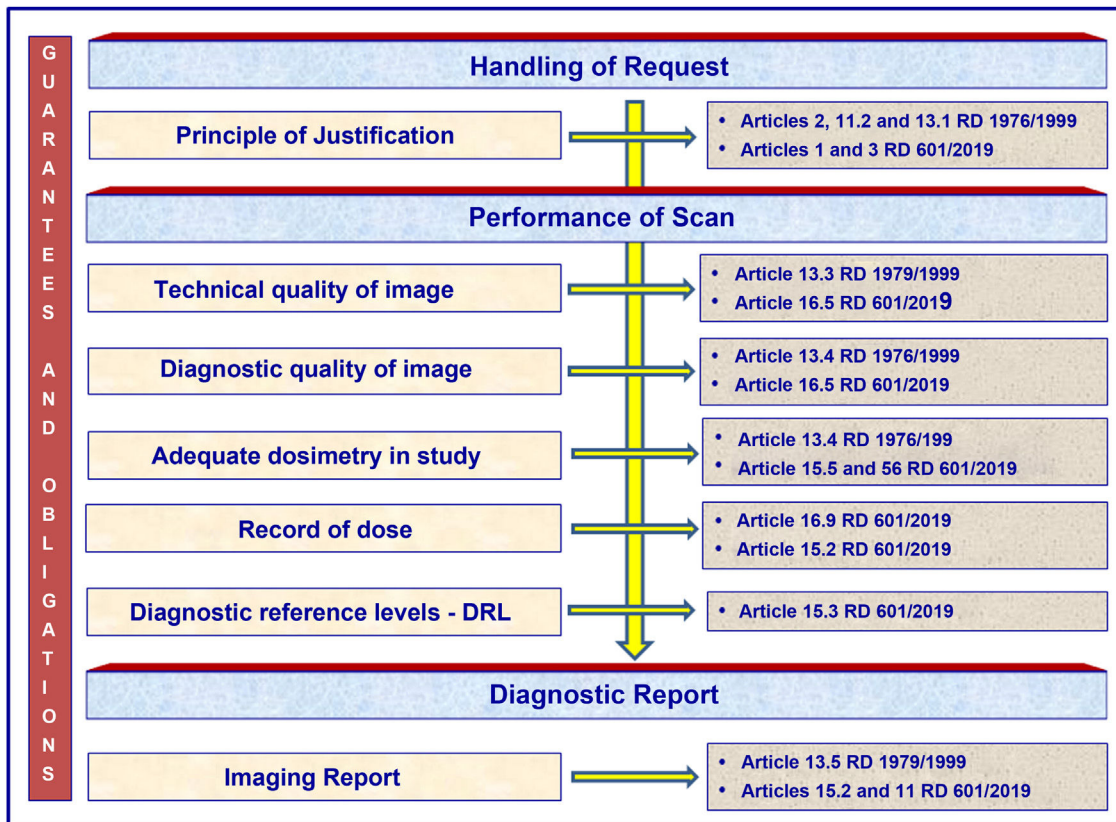 GUARANTEES AND OBLIGATIONS
Handling of Request
Principle of Justification
• Articles 2, 11.2 and 13.1 RD 1976/1999
• Articles 1 and 3 RD 601/2019
Performance of Scan
Technical quality of image
• Article 13.3 RD 1979/1999
• Article 16.5 RD 601/2019
Diagnostic quality of image
• Article 13.4 RD 1976/1999
• Article 16.5 RD 601/2019
Adequate dosimetry in study
• Article 13.4 RD 1976/199
• Article 15.5 and 56 RD 601/2019
Record of dose
• Article 16.9 RD 601/2019
• Article 15.2 RD 601/2019
Diagnostic reference levels - DRL
• Article 15.3 RD 601/2019
Diagnostic Report
Imaging Report
• Article 13.5 RD 1979/1999
• Articles 15.2 and 11 RD 601/2019